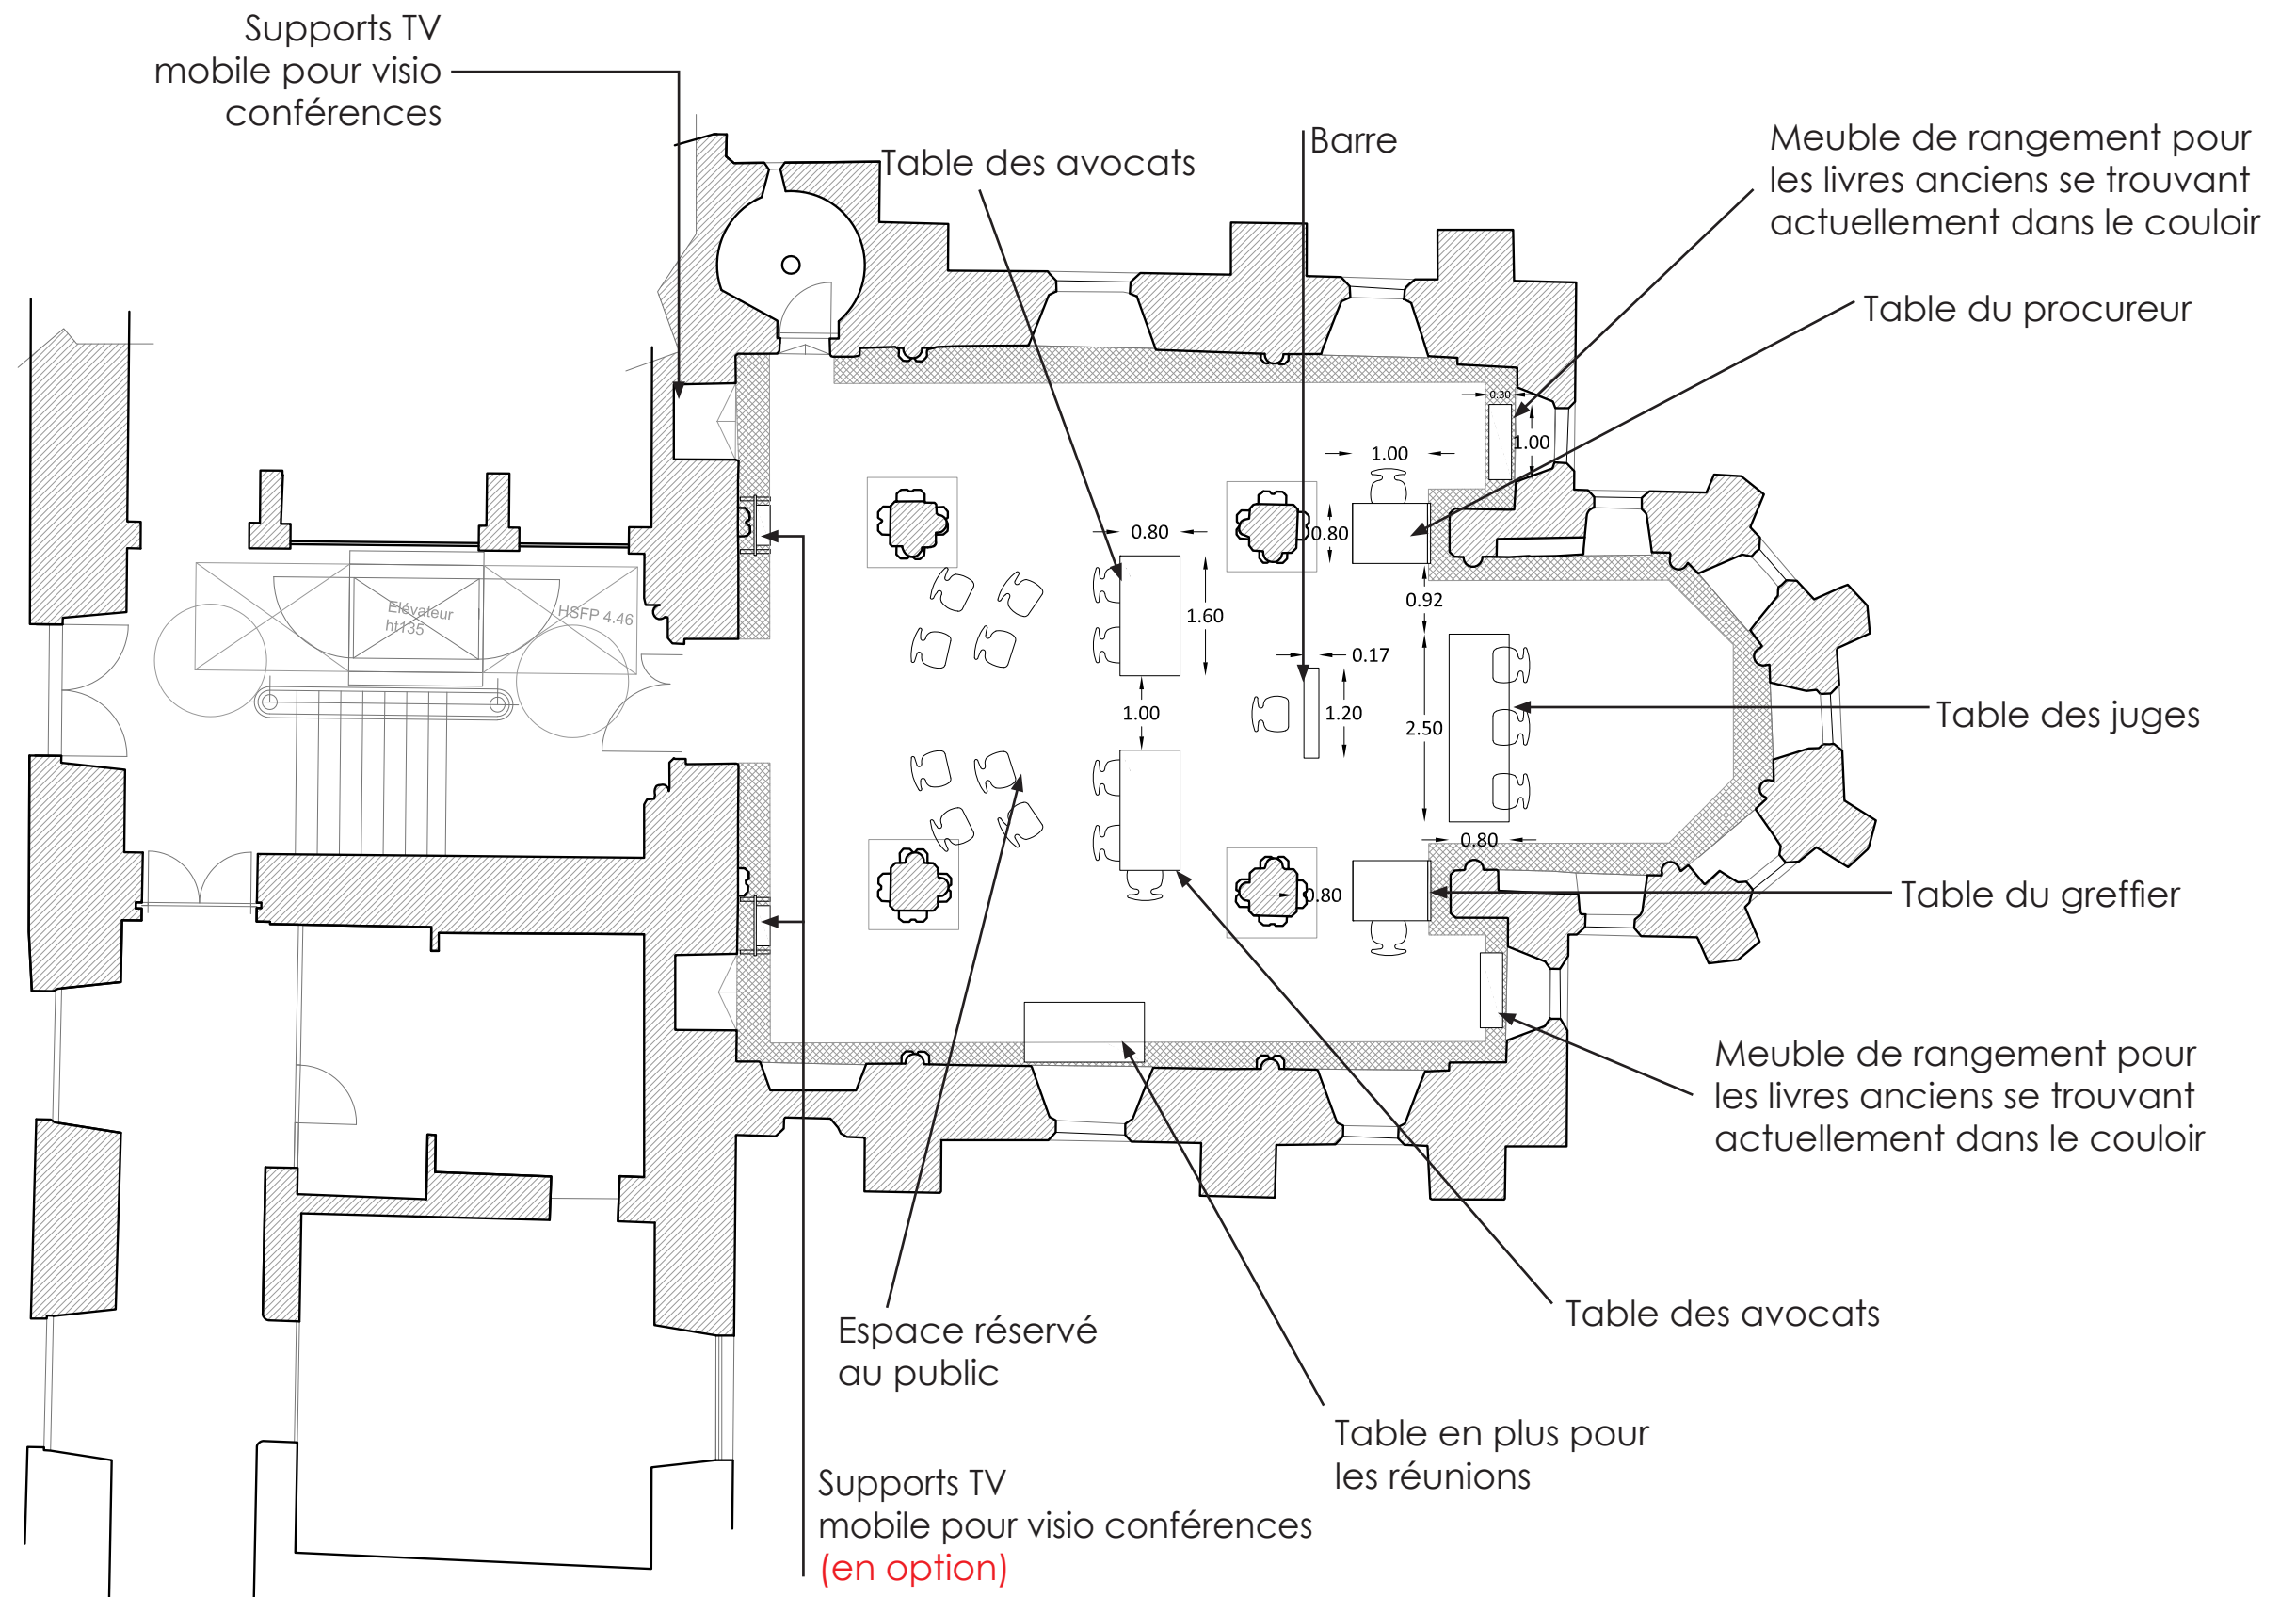 Supports TV
mobile pour visio
conférences
Table des avocats
Barre
Meuble de rangement pour
les livres anciens se trouvant
actuellement dans le couloir
Table du procureur
0.30
1.00
1.00
0.80
0.80
1.60
0.92
Elévateur
ht135
HSFP 4.46
0.17
1.00
1.20
2.50
Table des juges
0.80
0.80
Table du greffier
Meuble de rangement pour
les livres anciens se trouvant
actuellement dans le couloir
Table des avocats
Espace réservé
au public
Table en plus pour
les réunions
Supports TV
mobile pour visio conférences
(en option)